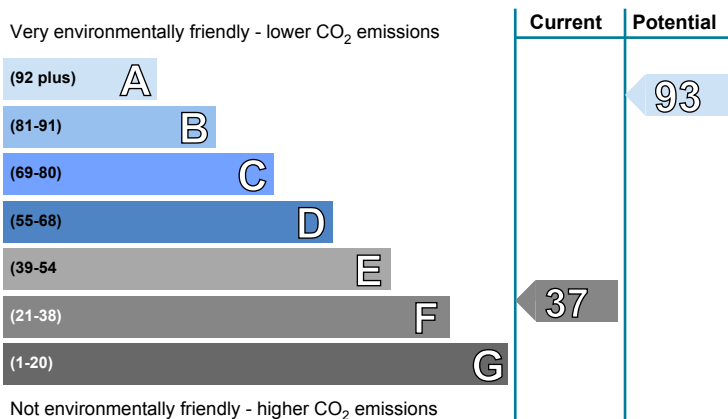 Current Potential
Very environmentally friendly - lower CO2 emissions
(92 plus) A
93
(81-91) B
(69-80) C
(55-68) D
(39-54 E
(21-38) F
37
(1-20) G
Not environmentally friendly - higher CO2 emissions